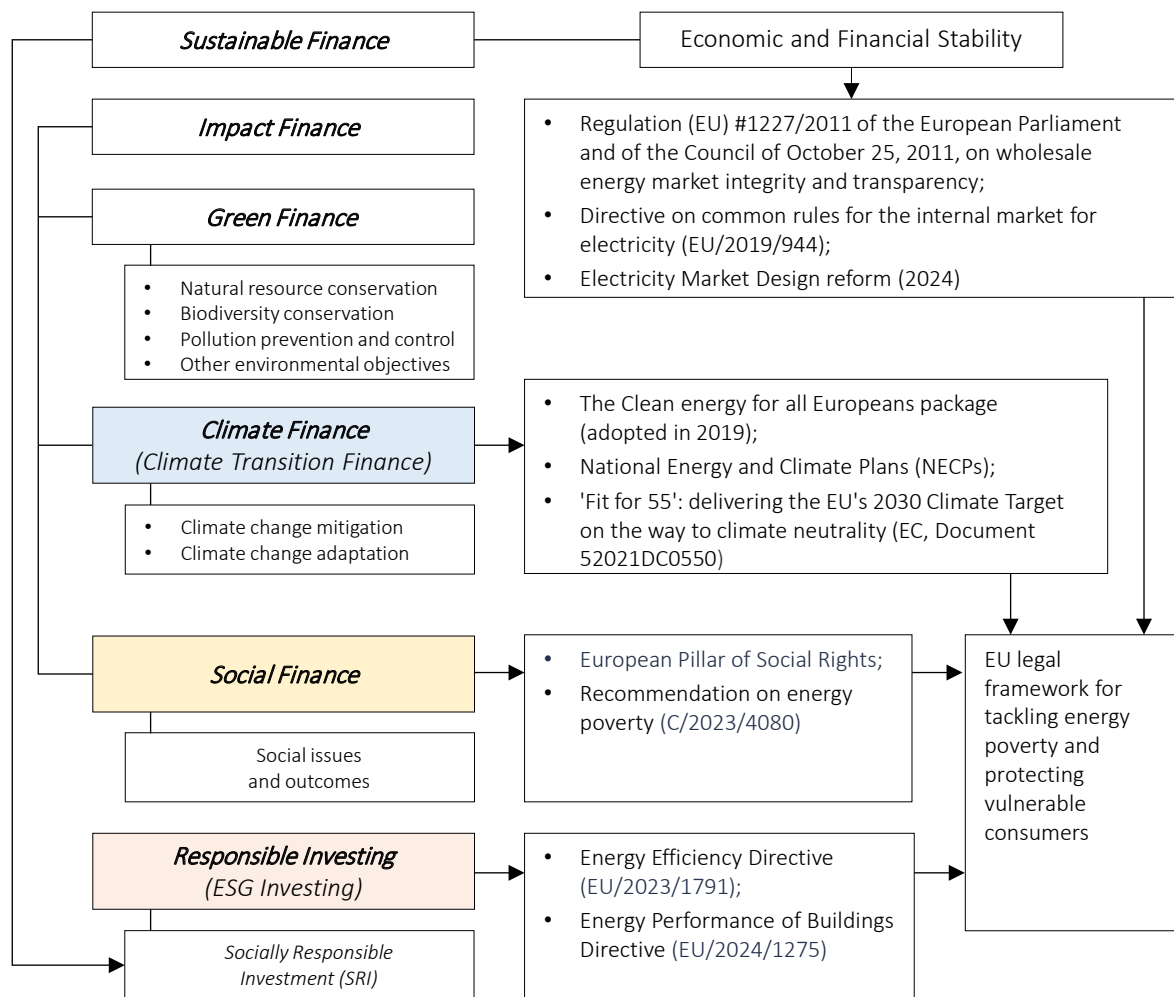 Sustainable Finance
Economic and Financial Stability
Impact Finance
• Regulation (EU) #1227/2011 of the European Parliament
and of the Council of October 25, 2011, on wholesale
energy market integrity and transparency;
• Directive on common rules for the internal market for
electricity (EU/2019/944);
• Electricity Market Design reform (2024)
Green Finance
• Natural resource conservation
• Biodiversity conservation
• Pollution prevention and control
• Other environmental objectives
Climate Finance
(Climate Transition Finance)
• The Clean energy for all Europeans package
(adopted in 2019);
• National Energy and Climate Plans (NECPs);
• 'Fit for 55': delivering the EU's 2030 Climate Target
on the way to climate neutrality (EC, Document
52021DC0550)
• Climate change mitigation
• Climate change adaptation
Social Finance
• European Pillar of Social Rights;
• Recommendation on energy
poverty (C/2023/4080)
EU legal
framework for
tackling energy
poverty and
protecting
vulnerable
consumers
Social issues
and outcomes
Responsible Investing
(ESG Investing)
• Energy Efficiency Directive
(EU/2023/1791);
• Energy Performance of Buildings
Directive (EU/2024/1275)
Socially Responsible
Investment (SRI)